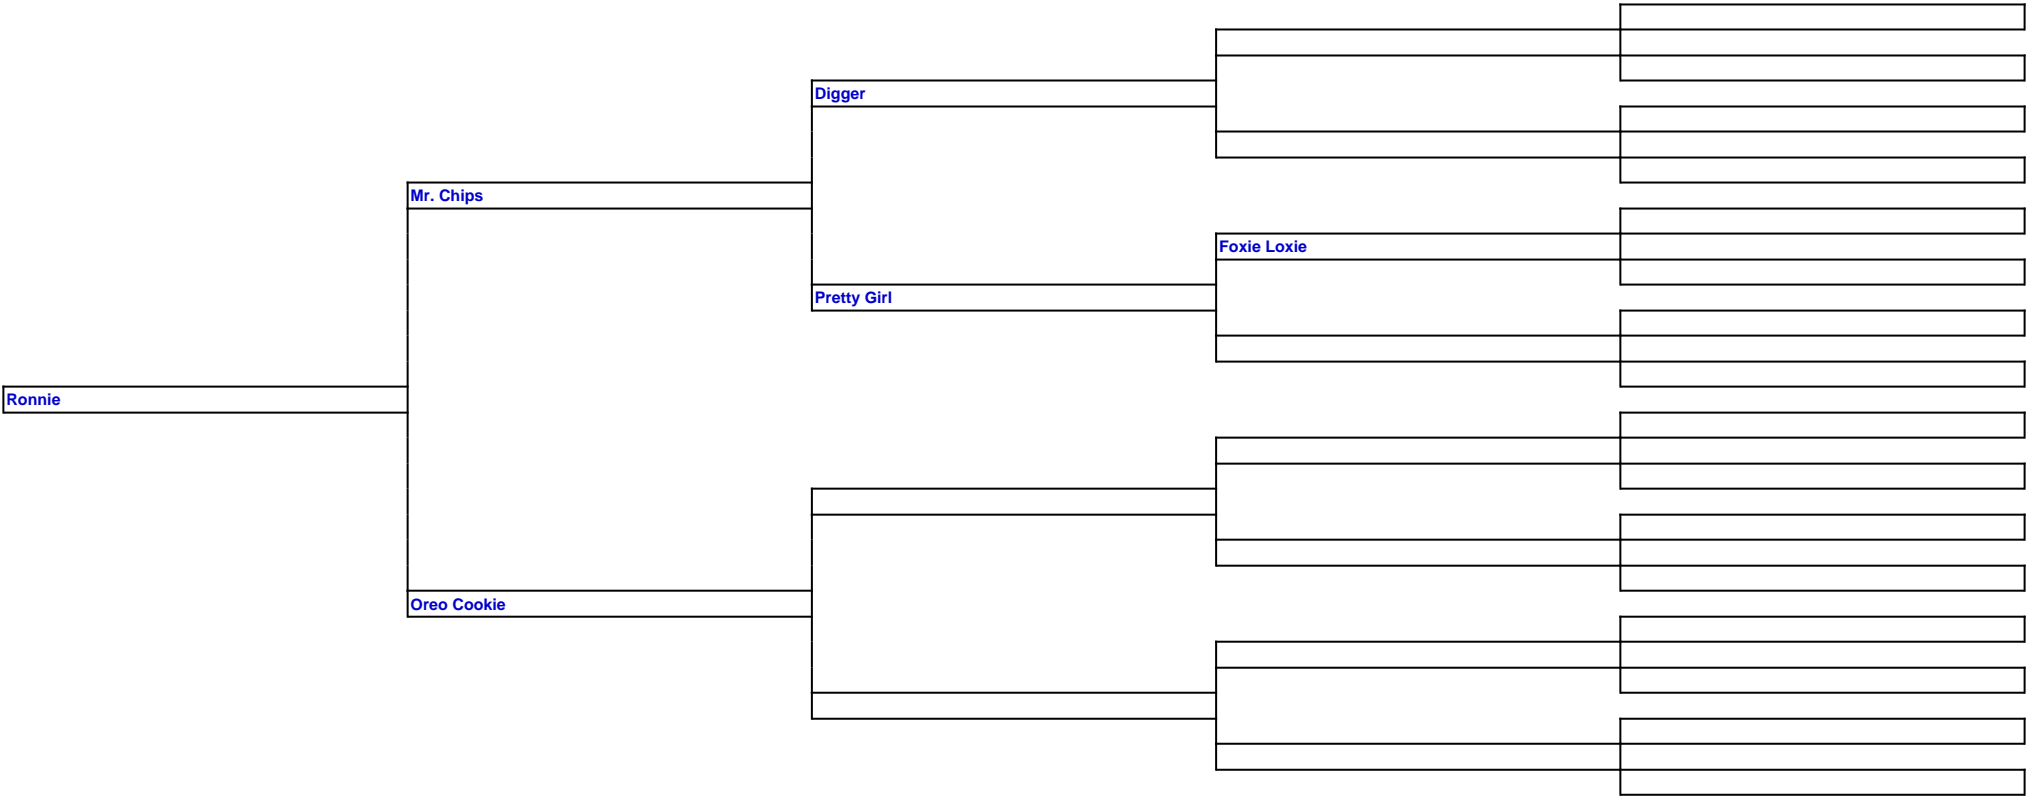 Digger
Mr. Chips
Foxie Loxie
Pretty Girl
Ronnie
Oreo Cookie